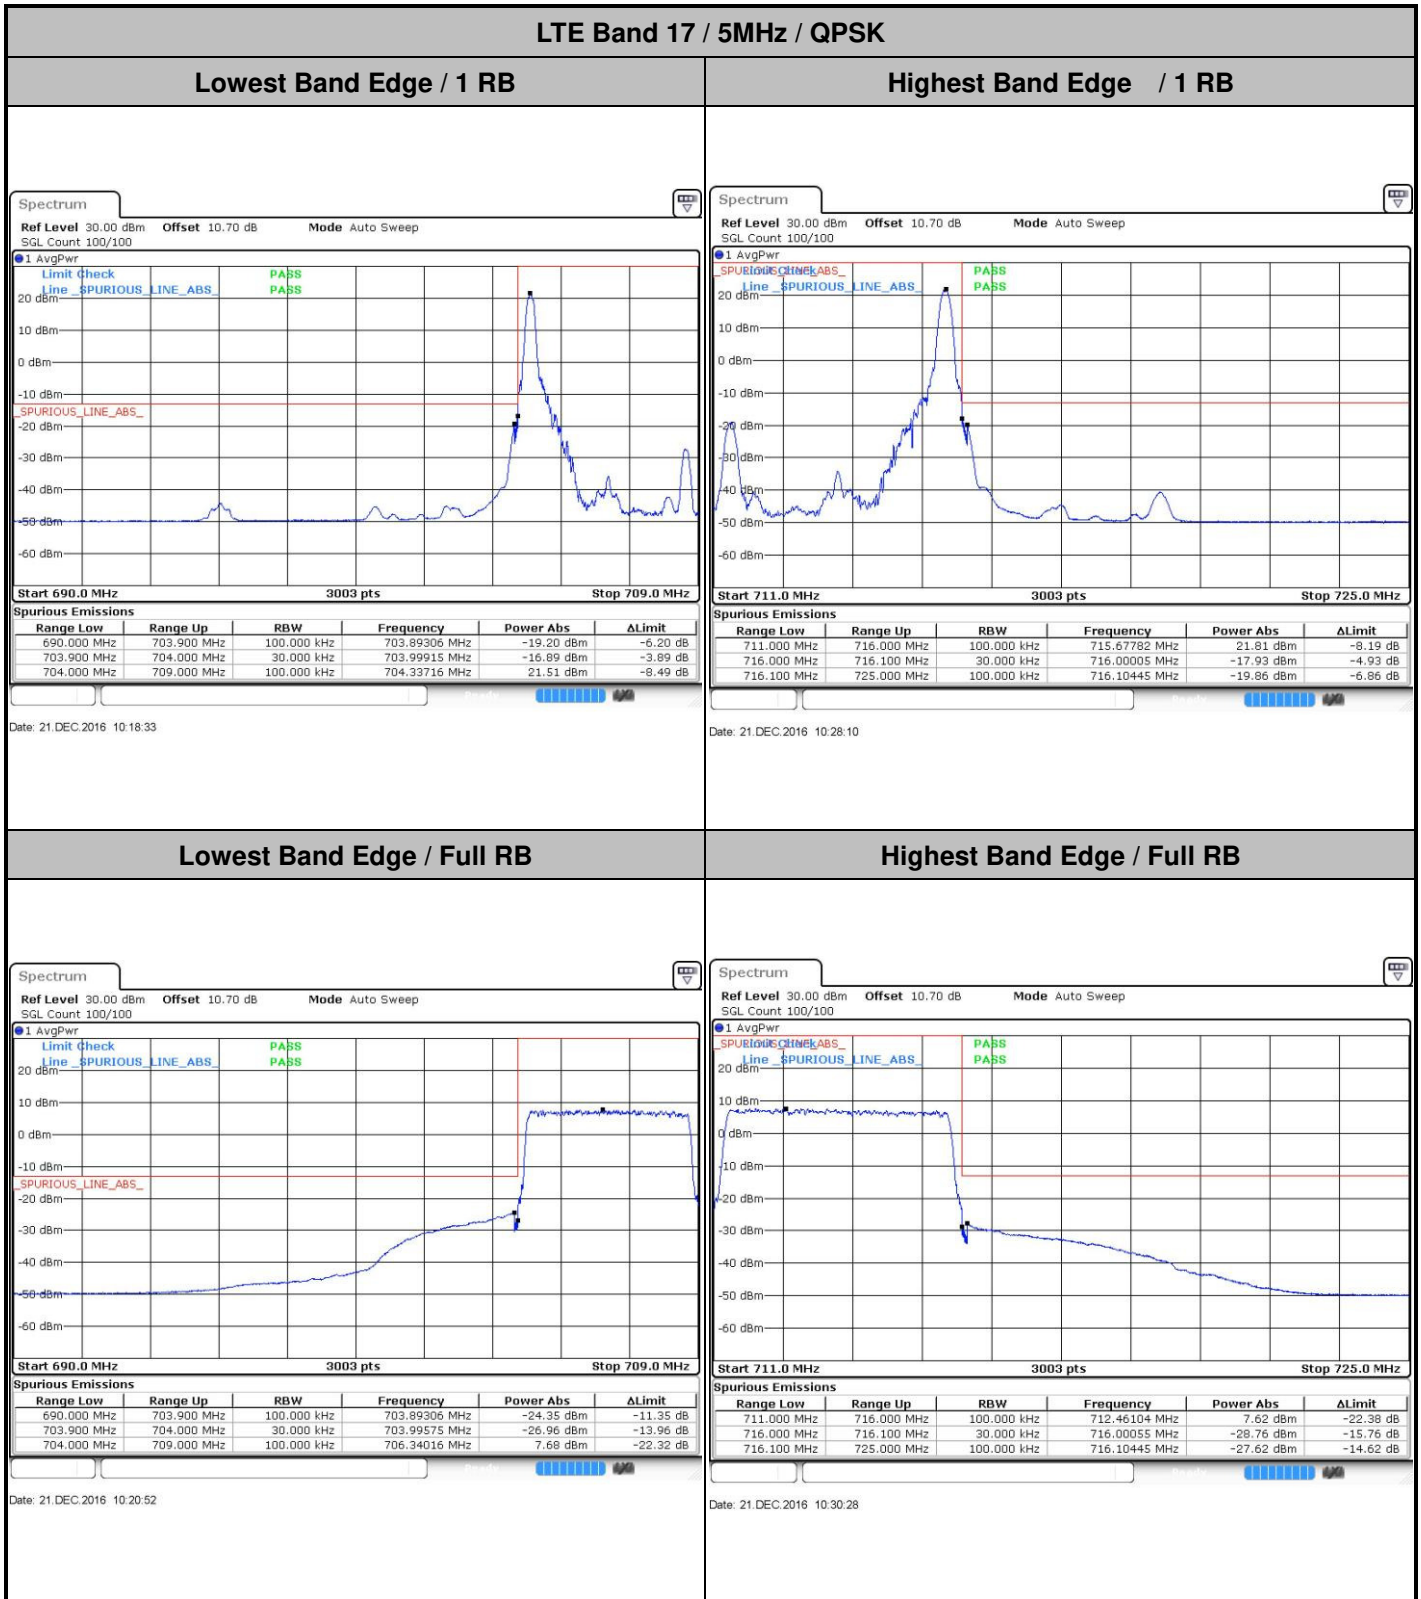 LTE Band 17 / 5MHz / QPSK
Lowest Band Edge / 1 RB
Highest Band Edge / 1 RB
Spectrum
Ref Level 30.00 dBm Offset 10.70 dB Mode Auto Sweep
SGL Count 100/100
1 AvgPwr
Limit Check PASS
Line _SPURIOUS_LINE_ABS_ PASS
20 dBm
10 dBm
0 dBm
-10 dBm
_SPURIOUS_LINE_ABS_
-20 dBm
-30 dBm
-40 dBm
-50 dBm
-60 dBm
Start 690.0 MHz 3003 pts Stop 709.0 MHz
Spurious Emissions
Range Low Range Up RBW Frequency Power Abs ΔLimit
690.000 MHz 703.900 MHz 100.000 kHz 703.89306 MHz -19.20 dBm -6.20 dB
703.900 MHz 704.000 MHz 30.000 kHz 703.99915 MHz -16.89 dBm -3.89 dB
704.000 MHz 709.000 MHz 100.000 kHz 704.33716 MHz 21.51 dBm -8.49 dB
Ready
Date: 21.DEC.2016 10:18:33
Spectrum
Ref Level 30.00 dBm Offset 10.70 dB Mode Auto Sweep
SGL Count 100/100
1 AvgPwr
_SPURIOUS_LINE_ABS_
Limit Check PASS
Line _SPURIOUS_LINE_ABS_ PASS
20 dBm
10 dBm
0 dBm
-10 dBm
-20 dBm
-30 dBm
-40 dBm
-50 dBm
-60 dBm
Start 711.0 MHz 3003 pts Stop 725.0 MHz
Spurious Emissions
Range Low Range Up RBW Frequency Power Abs ΔLimit
711.000 MHz 716.000 MHz 100.000 kHz 715.67782 MHz 21.81 dBm -8.19 dB
716.000 MHz 716.100 MHz 30.000 kHz 716.00005 MHz -17.93 dBm -4.93 dB
716.100 MHz 725.000 MHz 100.000 kHz 716.10445 MHz -19.86 dBm -6.86 dB
Ready
Date: 21.DEC.2016 10:28:10
Lowest Band Edge / Full RB
Highest Band Edge / Full RB
Spectrum
Ref Level 30.00 dBm Offset 10.70 dB Mode Auto Sweep
SGL Count 100/100
1 AvgPwr
Limit Check PASS
Line _SPURIOUS_LINE_ABS_ PASS
20 dBm
10 dBm
0 dBm
-10 dBm
_SPURIOUS_LINE_ABS_
-20 dBm
-30 dBm
-40 dBm
-50 dBm
-60 dBm
Start 690.0 MHz 3003 pts Stop 709.0 MHz
Spurious Emissions
Range Low Range Up RBW Frequency Power Abs ΔLimit
690.000 MHz 703.900 MHz 100.000 kHz 703.89306 MHz -24.35 dBm -11.35 dB
703.900 MHz 704.000 MHz 30.000 kHz 703.99575 MHz -26.96 dBm -13.96 dB
704.000 MHz 709.000 MHz 100.000 kHz 706.34016 MHz 7.68 dBm -22.32 dB
Ready
Date: 21.DEC.2016 10:20:52
Spectrum
Ref Level 30.00 dBm Offset 10.70 dB Mode Auto Sweep
SGL Count 100/100
1 AvgPwr
_SPURIOUS_LINE_ABS_
Limit Check PASS
Line _SPURIOUS_LINE_ABS_ PASS
20 dBm
10 dBm
0 dBm
-10 dBm
-20 dBm
-30 dBm
-40 dBm
-50 dBm
-60 dBm
Start 711.0 MHz 3003 pts Stop 725.0 MHz
Spurious Emissions
Range Low Range Up RBW Frequency Power Abs ΔLimit
711.000 MHz 716.000 MHz 100.000 kHz 712.46104 MHz 7.62 dBm -22.38 dB
716.000 MHz 716.100 MHz 30.000 kHz 716.00055 MHz -28.76 dBm -15.76 dB
716.100 MHz 725.000 MHz 100.000 kHz 716.10445 MHz -27.62 dBm -14.62 dB
Ready
Date: 21.DEC.2016 10:30:28